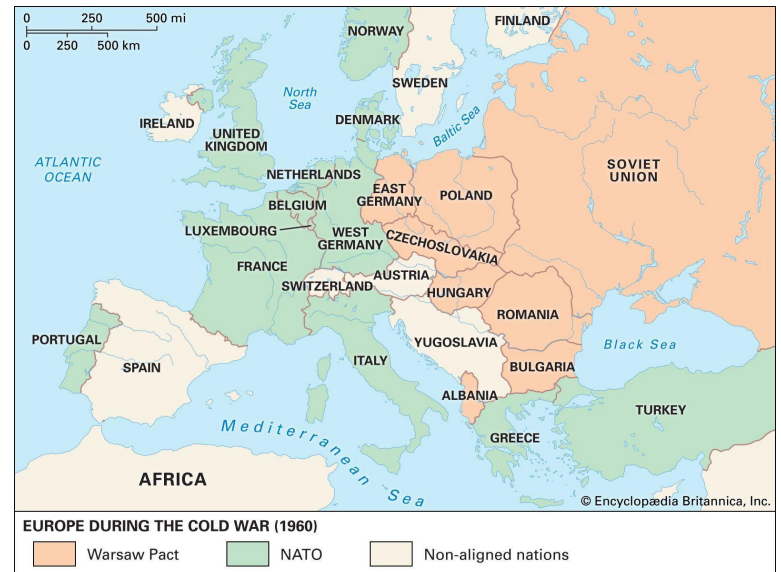 0 250 500 mi
0 250 500 km
FINLAND
NORWAY
SWEDEN
North
Sea
Baltic Sea
DENMARK
IRELAND
UNITED
KINGDOM
ATLANTIC
OCEAN
SOVIET
UNION
NETHERLANDS
EAST
GERMANY
POLAND
BELGIUM
LUXEMBOURG
WEST
GERMANY
CZECHOSLOVAKIA
FRANCE
AUSTRIA
SWITZERLAND
HUNGARY
ROMANIA
PORTUGAL
YUGOSLAVIA
Black Sea
SPAIN
ITALY
BULGARIA
ALBANIA
TURKEY
Mediterranean Sea
GREECE
AFRICA
© Encyclopædia Britannica, Inc.
EUROPE DURING THE COLD WAR (1960)
Warsaw Pact
NATO
Non-aligned nations